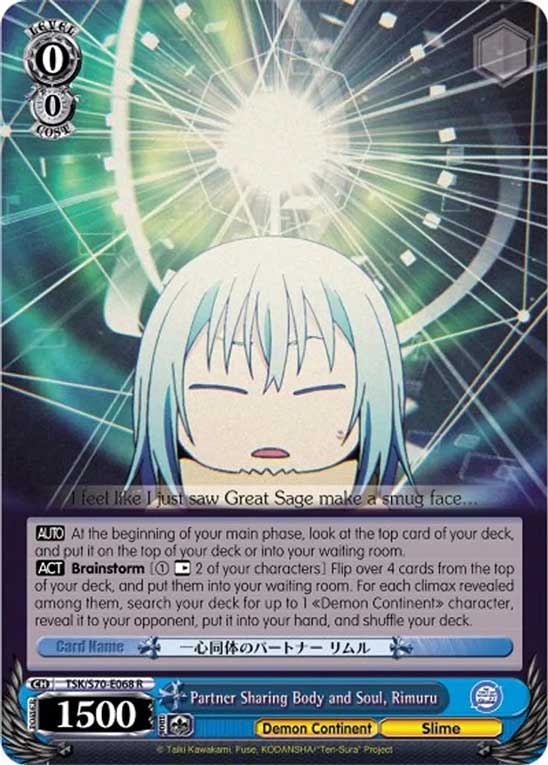 LEVEL
0
0
COST
I feel like I just saw Great Sage make a smug face...
AUTO At the beginning of your main phase, look at the top card of your deck,
and put it on the top of your deck or into your waiting room.
ACT Brainstorm [① 2 of your characters] Flip over 4 cards from the top
of your deck, and put them into your waiting room. For each climax revealed
among them, search your deck for up to 1 «Demon Continent» character,
reveal it to your opponent, put it into your hand, and shuffle your deck.
Card Name 一心同体のパートナー リムル
CH TSK/S70-E068 R
Partner Sharing Body and Soul, Rimuru
POWER 1500 SOUL
Demon Continent Slime
© Taiki Kawakami, Fuse, KODANSHA/"Ten-Sura" Project